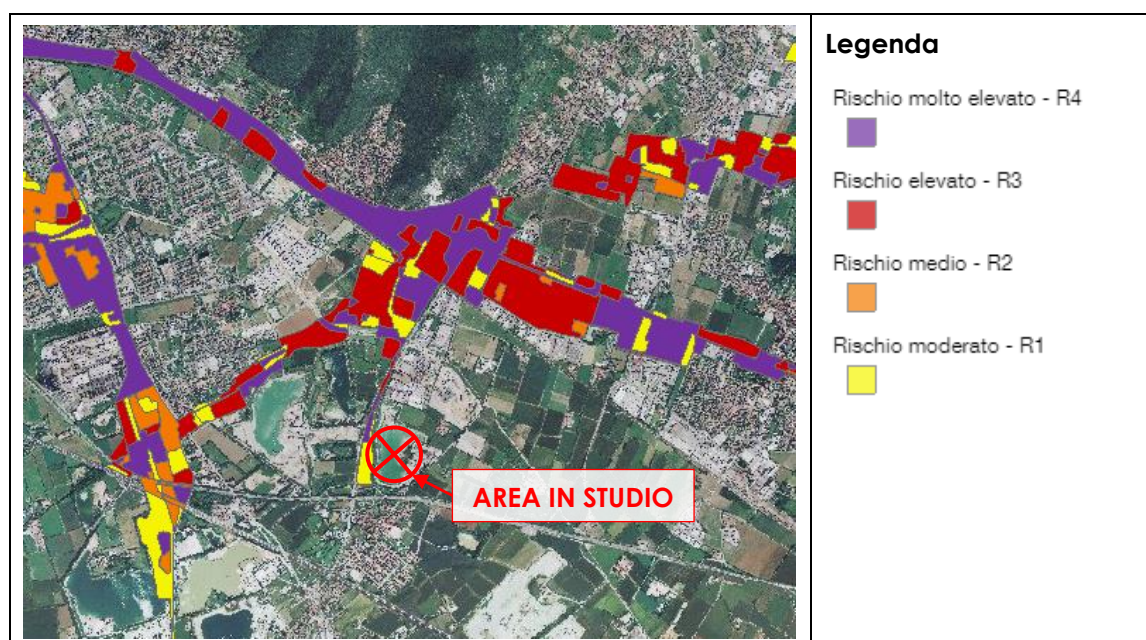 Legenda
Rischio molto elevato - R4
Rischio elevato - R3
Rischio medio - R2
Rischio moderato - R1
AREA IN STUDIO